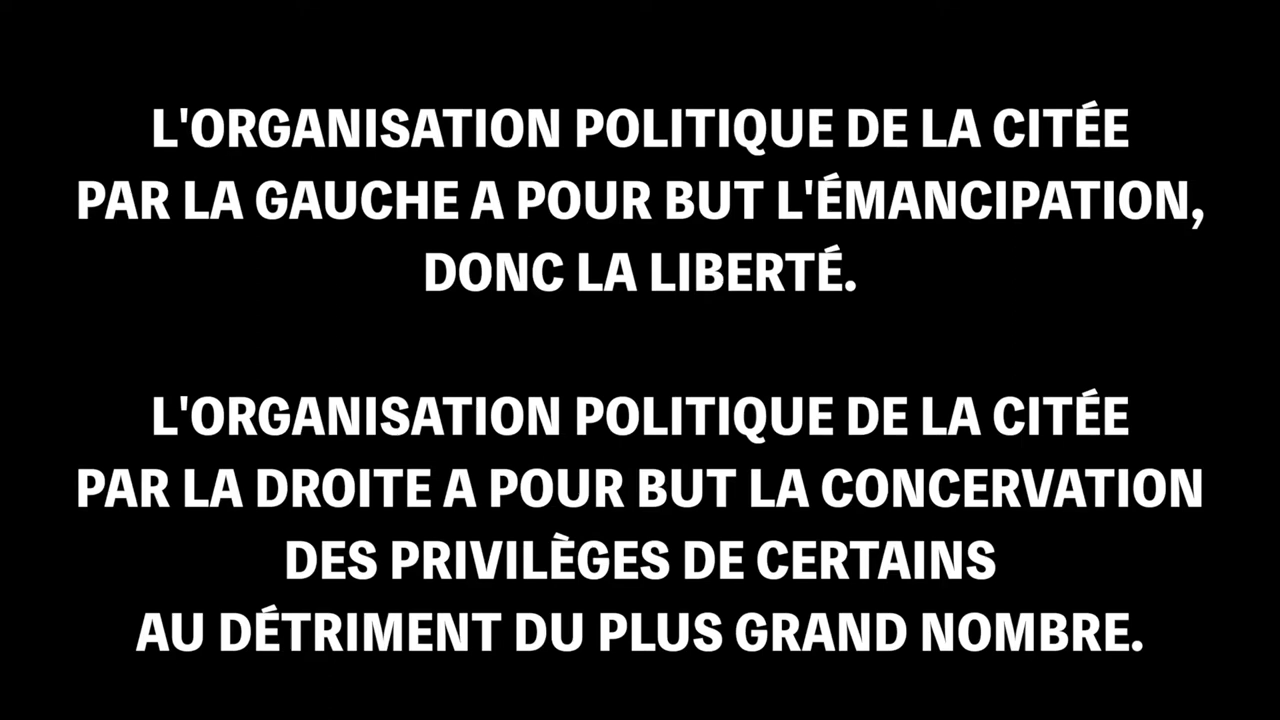 L'ORGANISATION POLITIQUE DE LA CITÉE
PAR LA GAUCHE A POUR BUT L'ÉMANCIPATION,
DONC LA LIBERTÉ.
L'ORGANISATION POLITIQUE DE LA CITÉE
PAR LA DROITE A POUR BUT LA CONCERVATION
DES PRIVILÈGES DE CERTAINS
AU DÉTRIMENT DU PLUS GRAND NOMBRE.